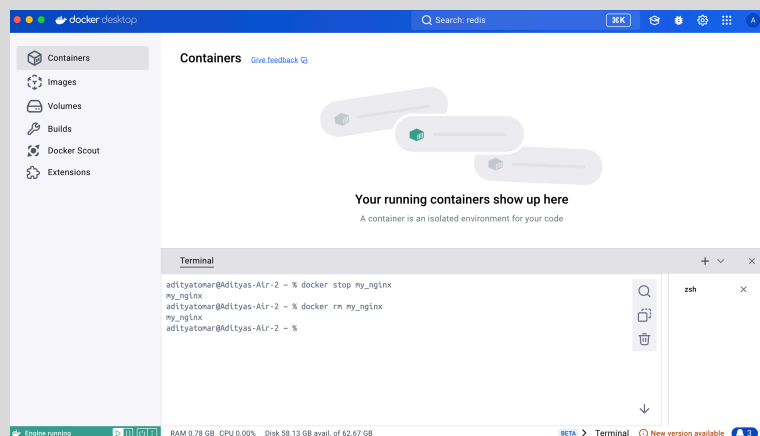 docker desktop
Search: redis
⌘K
A
Containers
Images
Volumes
Builds
Docker Scout
Extensions
Containers Give feedback
Your running containers show up here
A container is an isolated environment for your code
Terminal
adityatomar@Adityas-Air-2 ~ % docker stop my_nginx
my_nginx
adityatomar@Adityas-Air-2 ~ % docker rm my_nginx
my_nginx
adityatomar@Adityas-Air-2 ~ %
zsh
Engine running
RAM 0.78 GB CPU 0.00% Disk 58.13 GB avail. of 62.67 GB
BETA Terminal New version available 3